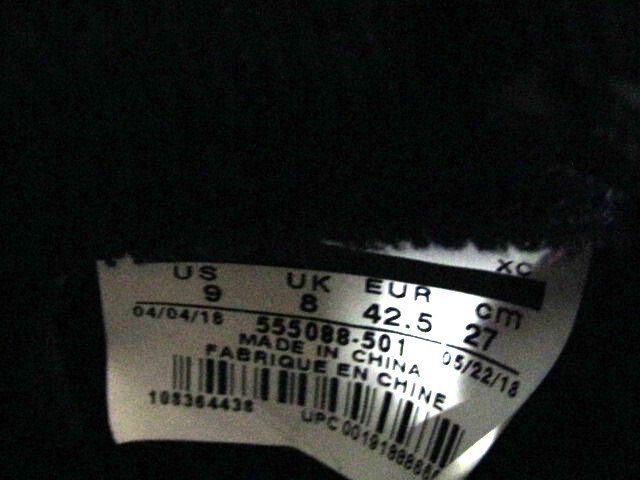 XC
US UK EUR cm
9 8 42.5 27
04/04/18 555088-501 05/22/18
MADE IN CHINA
FABRIQUE EN CHINE
108364438
UPC